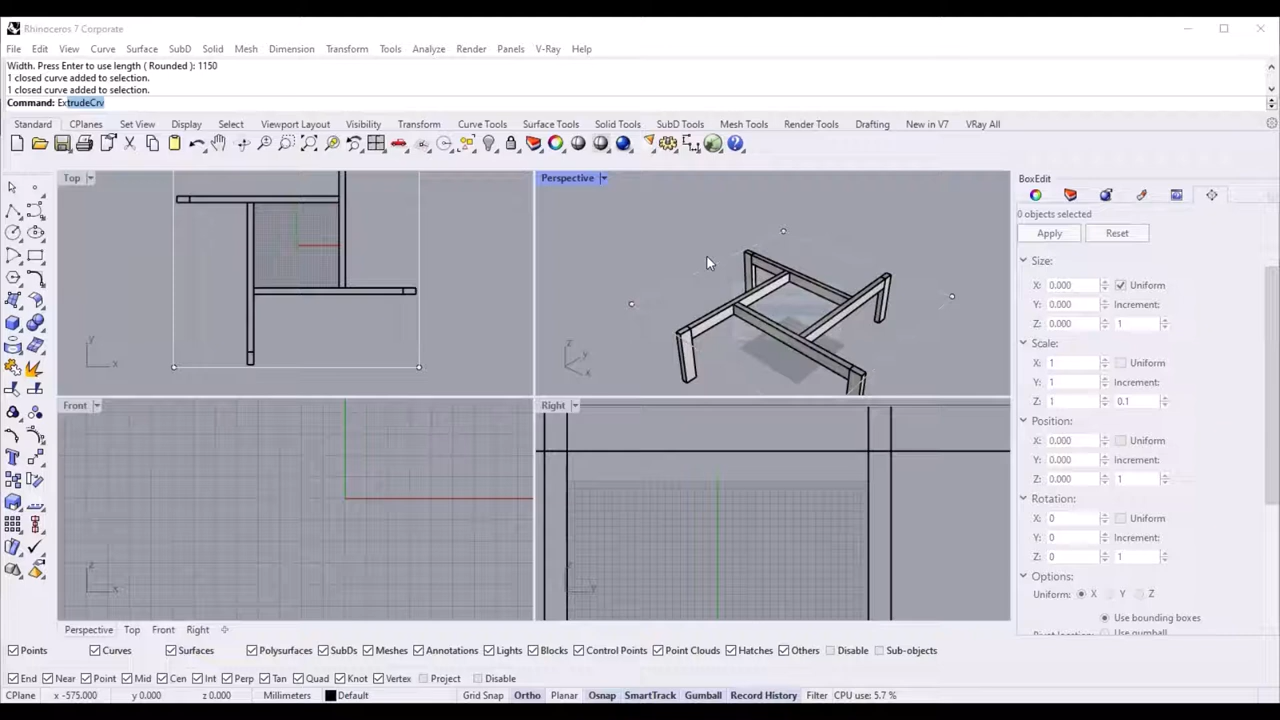 Rhinoceros 7 Corporate
File Edit View Curve Surface SubD Solid Mesh Dimension Transform Tools Analyze Render Panels V-Ray Help
Width. Press Enter to use length ( Rounded ): 1150
1 closed curve added to selection.
1 closed curve added to selection.
Command: ExtrudeCrv
Standard CPlanes Set View Display Select Viewport Layout Visibility Transform Curve Tools Surface Tools Solid Tools SubD Tools Mesh Tools Render Tools Drafting New in V7 VRay All
Top
Perspective
BoxEdit
0 objects selected
Apply Reset
Size:
X: 0.000 Uniform
Y: 0.000 Increment:
Z: 0.000 1
Scale:
X: 1 Uniform
Y: 1 Increment:
Z: 1 0.1
Position:
X: 0.000 Uniform
Y: 0.000 Increment:
Z: 0.000 1
Rotation:
X: 0 Uniform
Y: 0 Increment:
Z: 0 1
Options:
Uniform: X Y Z
Use bounding boxes
Pivot location: Use gumball
y
x
z
y
x
Front
Right
z
x
z
y
Perspective Top Front Right
Points Curves Surfaces Polysurfaces SubDs Meshes Annotations Lights Blocks Control Points Point Clouds Hatches Others Disable Sub-objects
End Near Point Mid Cen Int Perp Tan Quad Knot Vertex Project Disable
CPlane x -575.000 y 0.000 z 0.000 Millimeters Default Grid Snap Ortho Planar Osnap SmartTrack Gumball Record History Filter CPU use: 5.7 %